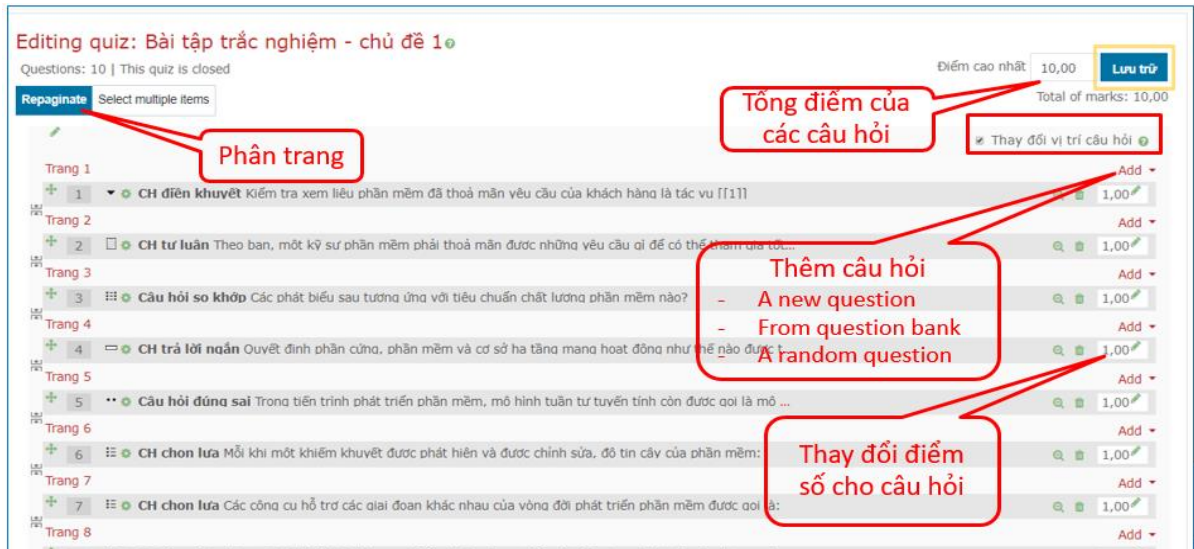 Editing quiz: Bài tập trắc nghiệm - chủ đề 1
Questions: 10 | This quiz is closed
Điểm cao nhất 10,00 Lưu trữ
Repaginate Select multiple items
Total of marks: 10,00
Tổng điểm của
các câu hỏi
Phân trang
Thay đổi vị trí câu hỏi
Trang 1 Add
1 CH điền khuyết Kiểm tra xem liệu phần mềm đã thoả mãn yêu cầu của khách hàng là tác vụ [[1]] 1,00
Trang 2 Add
2 CH tự luận Theo bạn, một kỹ sư phần mềm phải thoả mãn được những yêu cầu gì để có thể tham gia tốt... 1,00
Trang 3 Add
3 Câu hỏi so khớp Các phát biểu sau tương ứng với tiêu chuẩn chất lượng phần mềm nào? 1,00
Thêm câu hỏi
- A new question
- From question bank
- A random question
Trang 4 Add
4 CH trả lời ngắn Quyết định phần cứng, phần mềm và cơ sở hạ tầng mạng hoạt động như thế nào được t... 1,00
Trang 5 Add
5 Câu hỏi đúng sai Trong tiến trình phát triển phần mềm, mô hình tuần tự tuyến tính còn được gọi là mô ... 1,00
Trang 6 Add
6 CH chọn lựa Mỗi khi một khiếm khuyết được phát hiện và được chỉnh sửa, độ tin cậy của phần mềm: 1,00
Thay đổi điểm
số cho câu hỏi
Trang 7 Add
7 CH chọn lựa Các công cụ hỗ trợ các giai đoạn khác nhau của vòng đời phát triển phần mềm được gọi là: 1,00
Trang 8 Add